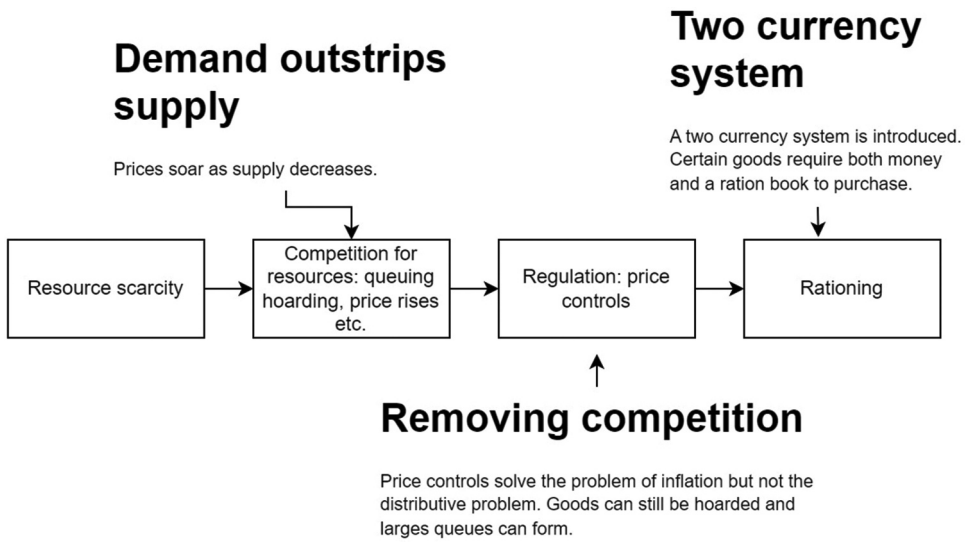 Two currency
system
Demand outstrips
supply
A two currency system is introduced.
Certain goods require both money
and a ration book to purchase.
Prices soar as supply decreases.
Resource scarcity
Competition for
resources: queuing
hoarding, price rises
etc.
Regulation: price
controls
Rationing
Removing competition
Price controls solve the problem of inflation but not the
distributive problem. Goods can still be hoarded and
larges queues can form.